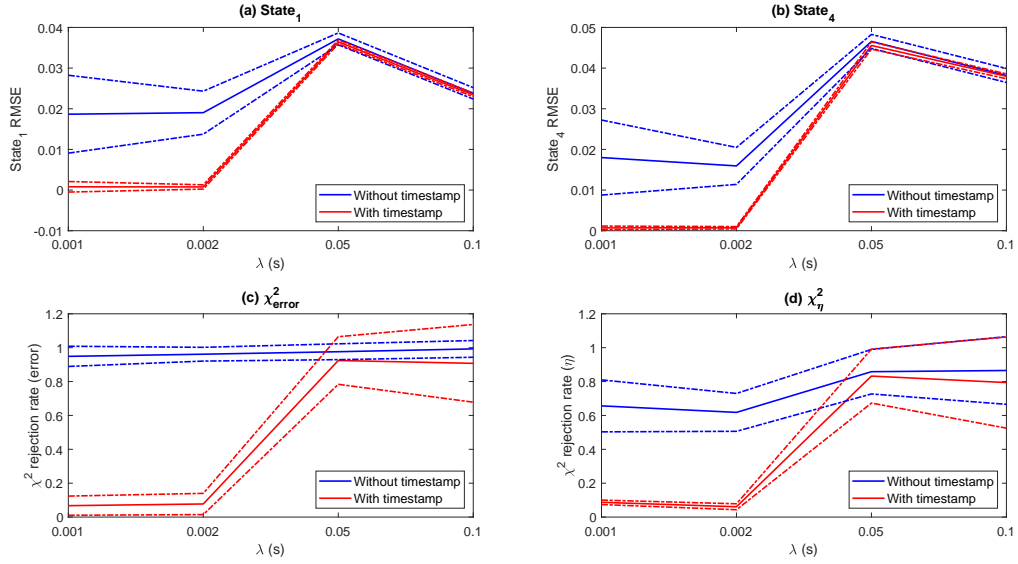 (a) State₁
State₁ RMSE
0.04
0.03
0.02
0.01
0
-0.01
0.001
0.002
0.05
0.1
λ (s)
Without timestamp
With timestamp
(b) State₄
State₄ RMSE
0.05
0.04
0.03
0.02
0.01
0
0.001
0.002
0.05
0.1
λ (s)
Without timestamp
With timestamp
(c) χ²error
χ² rejection rate (error)
1.2
1
0.8
0.6
0.4
0.2
0
0.001
0.002
0.05
0.1
λ (s)
Without timestamp
With timestamp
(d) χ²η
χ² rejection rate (η)
1.2
1
0.8
0.6
0.4
0.2
0
0.001
0.002
0.05
0.1
λ (s)
Without timestamp
With timestamp